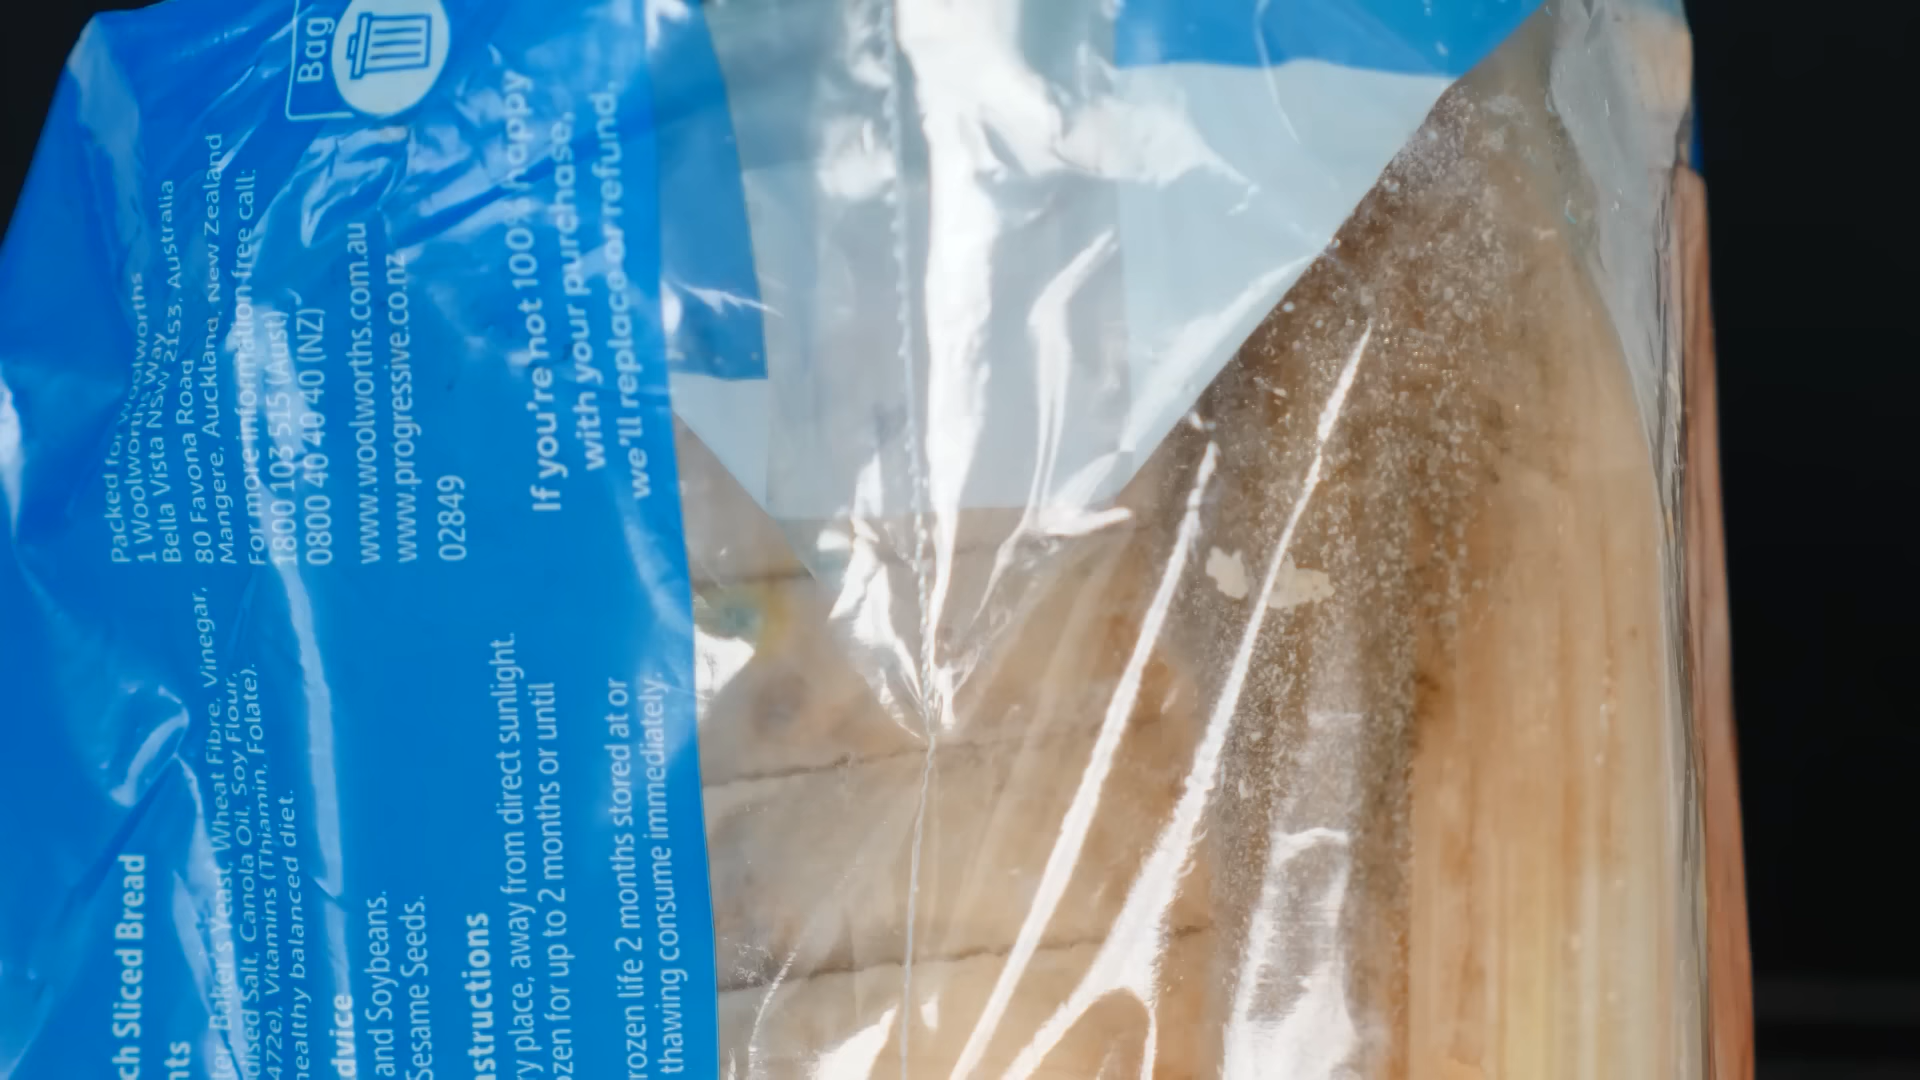 Bag
Packed for Woolworths
1 Woolworths Way
Bella Vista NSW 2153, Australia
80 Favona Road
Mangere, Auckland, New Zealand
For more information free call:
1800 103 515 (Aust)
0800 40 40 40 40 (NZ)
www.woolworths.com.au
www.progressive.co.nz
02849
If you're not 100% happy
with your purchase,
we'll replace or refund.
ch Sliced Bread
nts
ter, Baker's Yeast, Wheat Fibre, Vinegar,
dised Salt, Canola Oil, Soy Flour,
472e), Vitamins (Thiamin, Folate).
healthy balanced diet.
dvice
and Soybeans.
Sesame Seeds.
structions
ry place, away from direct sunlight.
ozen for up to 2 months or until
rozen life 2 months stored at or
thawing consume immediately.